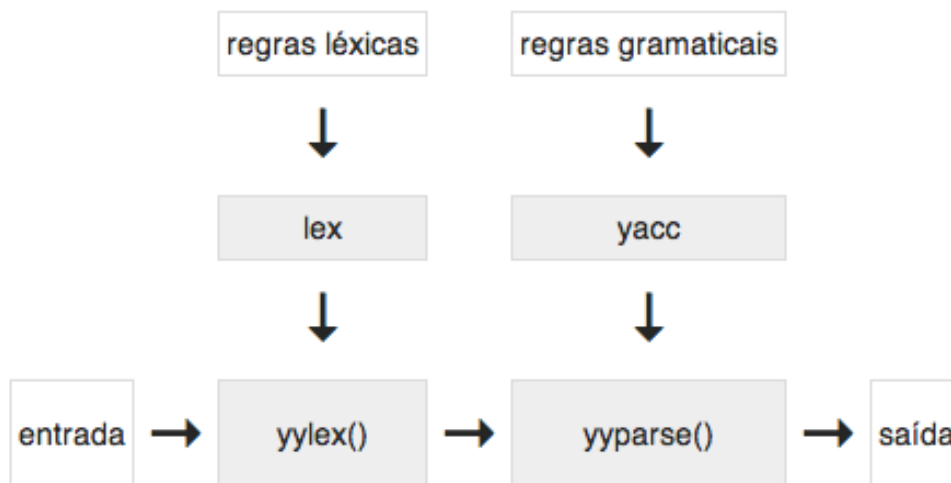 regras léxicas
regras gramaticais
lex
yacc
entrada
yylex()
yyparse()
saída